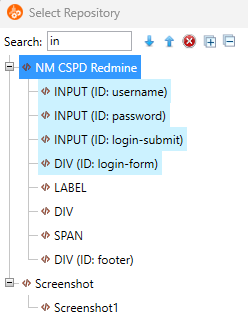 Select Repository
Search: in
NM CSPD Redmine
INPUT (ID: username)
INPUT (ID: password)
INPUT (ID: login-submit)
DIV (ID: login-form)
LABEL
DIV
SPAN
DIV (ID: footer)
Screenshot
Screenshot1